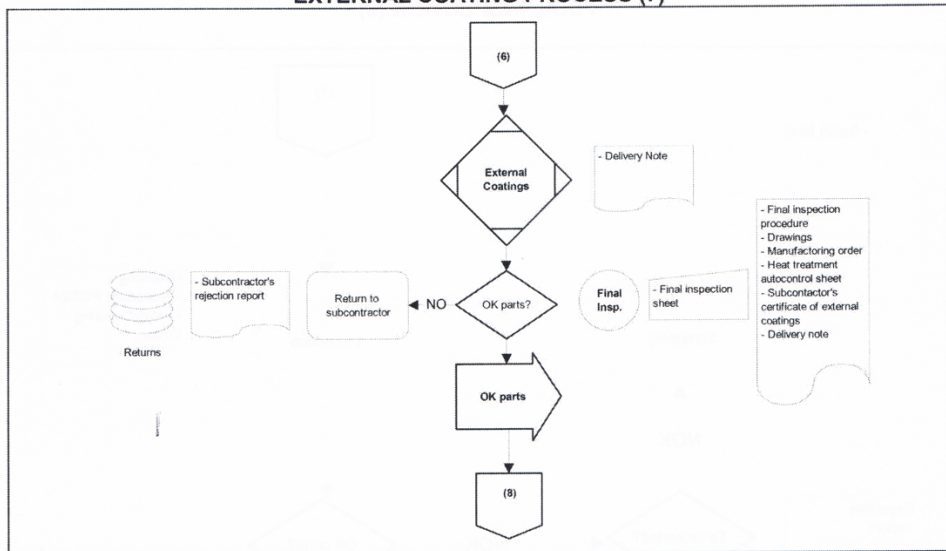 EXTERNAL COATING PROCESS (7)
(6)
External
Coatings
- Delivery Note
- Final inspection
procedure
- Drawings
- Manufactoring order
- Heat treatment
autocontrol sheet
- Subcontactor's
certificate of external
coatings
- Delivery note
- Subcontractor's
rejection report
Return to
subcontractor
NO
OK parts?
Final
Insp.
- Final inspection
sheet
Returns
OK parts
(8)